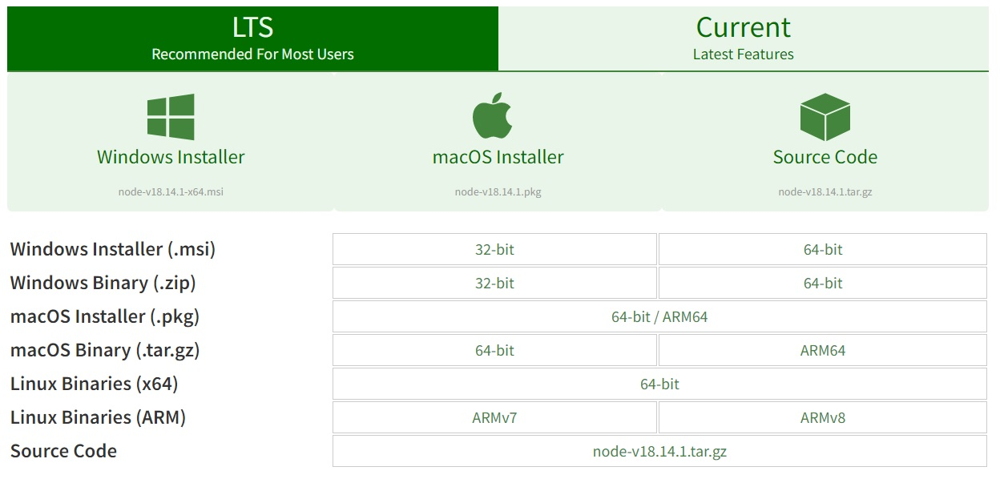 LTS
Recommended For Most Users
Current
Latest Features
Windows Installer
node-v18.14.1-x64.msi
macOS Installer
node-v18.14.1.pkg
Source Code
node-v18.14.1.tar.gz
Windows Installer (.msi) 32-bit 64-bit
Windows Binary (.zip) 32-bit 64-bit
macOS Installer (.pkg) 64-bit / ARM64
macOS Binary (.tar.gz) 64-bit ARM64
Linux Binaries (x64) 64-bit
Linux Binaries (ARM) ARMv7 ARMv8
Source Code node-v18.14.1.tar.gz